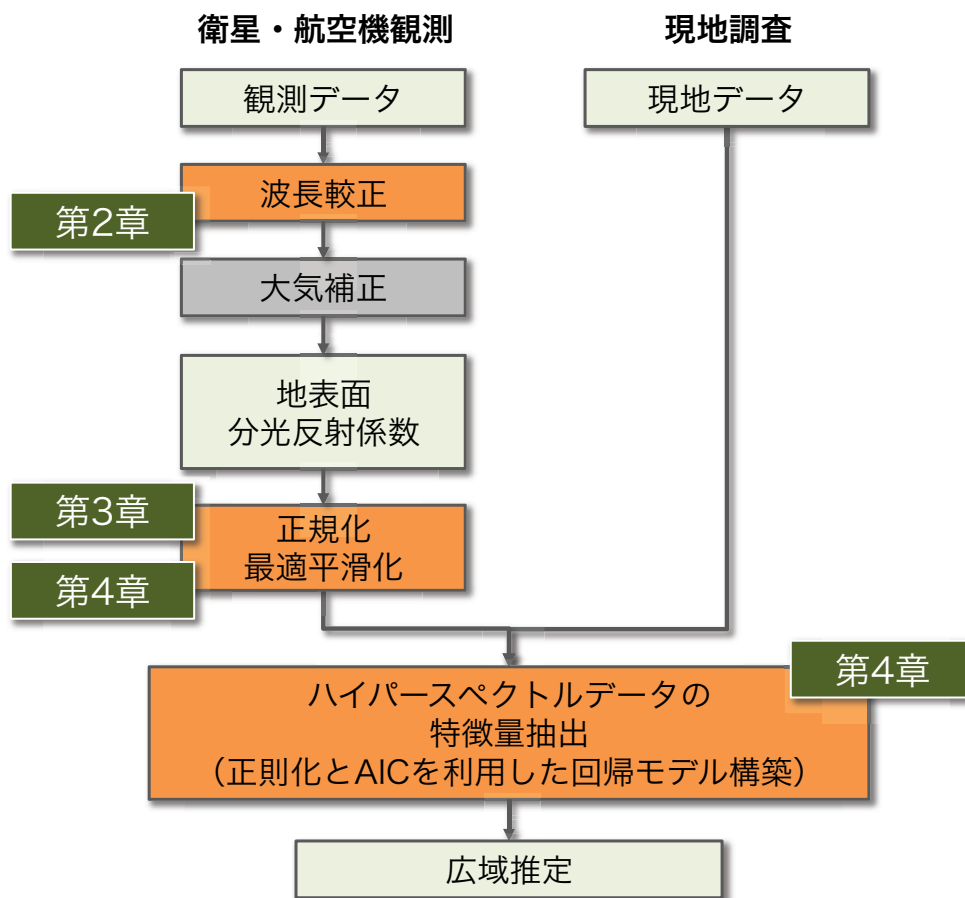 衛星・航空機観測
現地調査
観測データ
現地データ
波長較正
第2章
大気補正
地表面
分光反射係数
第3章
正規化
最適平滑化
第4章
第4章
ハイパースペクトルデータの
特徴量抽出
（正則化とAICを利用した回帰モデル構築）
広域推定